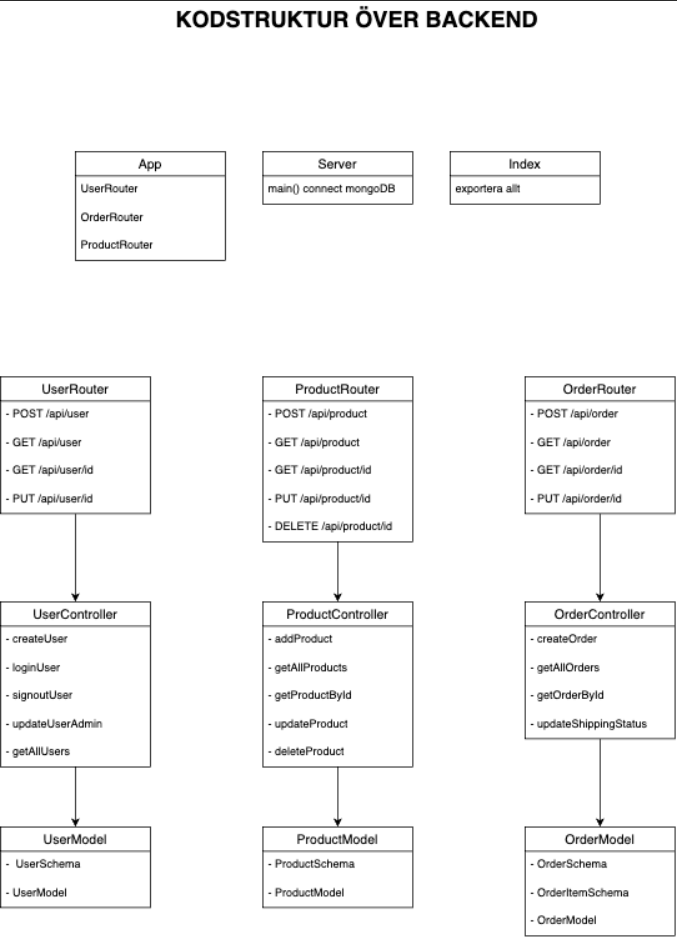 KODSTRUKTUR ÖVER BACKEND
App
UserRouter
OrderRouter
ProductRouter
Server
main() connect mongoDB
Index
exportera allt
UserRouter
- POST /api/user
- GET /api/user
- GET /api/user/id
- PUT /api/user/id
ProductRouter
- POST /api/product
- GET /api/product
- GET /api/product/id
- PUT /api/product/id
- DELETE /api/product/id
OrderRouter
- POST /api/order
- GET /api/order
- GET /api/order/id
- PUT /api/order/id
UserController
- createUser
- loginUser
- signoutUser
- updateUserAdmin
- getAllUsers
ProductController
- addProduct
- getAllProducts
- getProductById
- updateProduct
- deleteProduct
OrderController
- createOrder
- getAllOrders
- getOrderById
- updateShippingStatus
UserModel
- UserSchema
- UserModel
ProductModel
- ProductSchema
- ProductModel
OrderModel
- OrderSchema
- OrderItemSchema
- OrderModel